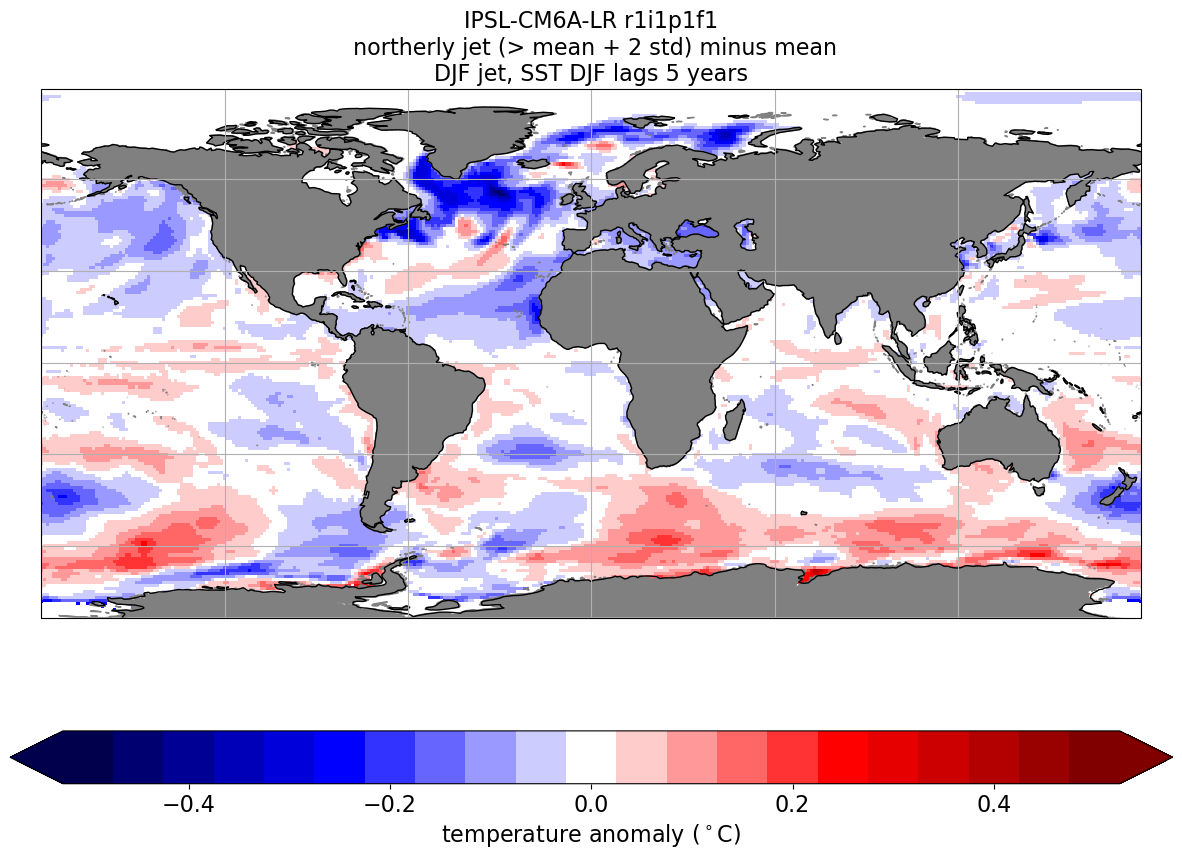 IPSL-CM6A-LR r1i1p1f1
northerly jet (> mean + 2 std) minus mean
DJF jet, SST DJF lags 5 years
−0.4 −0.2 0.0 0.2 0.4
temperature anomaly (°C)